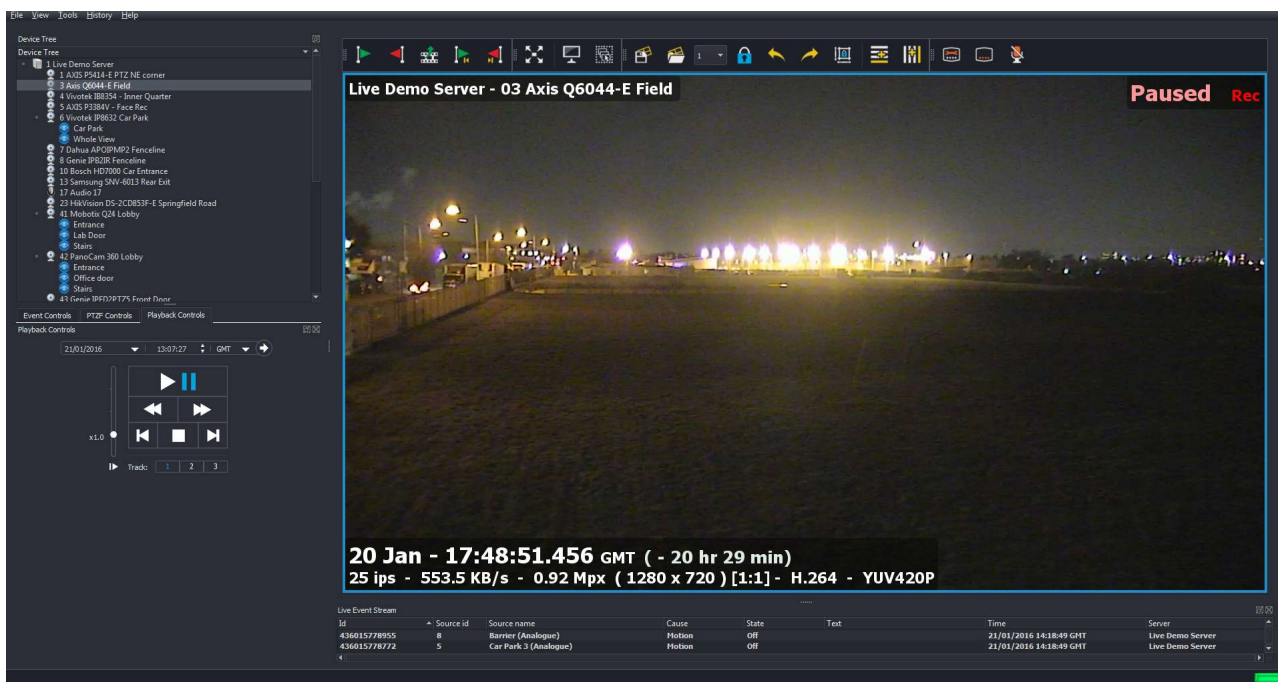 File View Tools History Help
Device Tree
Device Tree
1 Live Demo Server
1 AXIS P5414-E PTZ NE corner
3 Axis Q6044-E Field
4 Vivotek IB8354 - Inner Quarter
5 AXIS P3384V - Face Rec
6 Vivotek IP8632 Car Park
Car Park
Whole View
7 Dahua APOIPMP2 Fenceline
8 Genie IPB2IR Fenceline
10 Bosch HD7000 Car Entrance
13 Samsung SNV-6013 Rear Exit
17 Audio 17
23 HikVision DS-2CD853F-E Springfield Road
41 Mobotix Q24 Lobby
Entrance
Lab Door
Stairs
42 PanoCam 360 Lobby
Entrance
Office door
Stairs
43 Genie IPFD2PTZ5 Front Door
Event Controls PTZF Controls Playback Controls
Playback Controls
21/01/2016 13:07:27 GMT
x1.0
Track: 1 2 3
1
Live Demo Server - 03 Axis Q6044-E Field
Paused Rec
20 Jan - 17:48:51.456 GMT ( - 20 hr 29 min)
25 ips - 553.5 KB/s - 0.92 Mpx ( 1280 x 720 ) [1:1] - H.264 - YUV420P
Live Event Stream
Id Source id Source name Cause State Text Time Server
436015778955 8 Barrier (Analogue) Motion Off 21/01/2016 14:18:49 GMT Live Demo Server
436015778772 5 Car Park 3 (Analogue) Motion Off 21/01/2016 14:18:49 GMT Live Demo Server